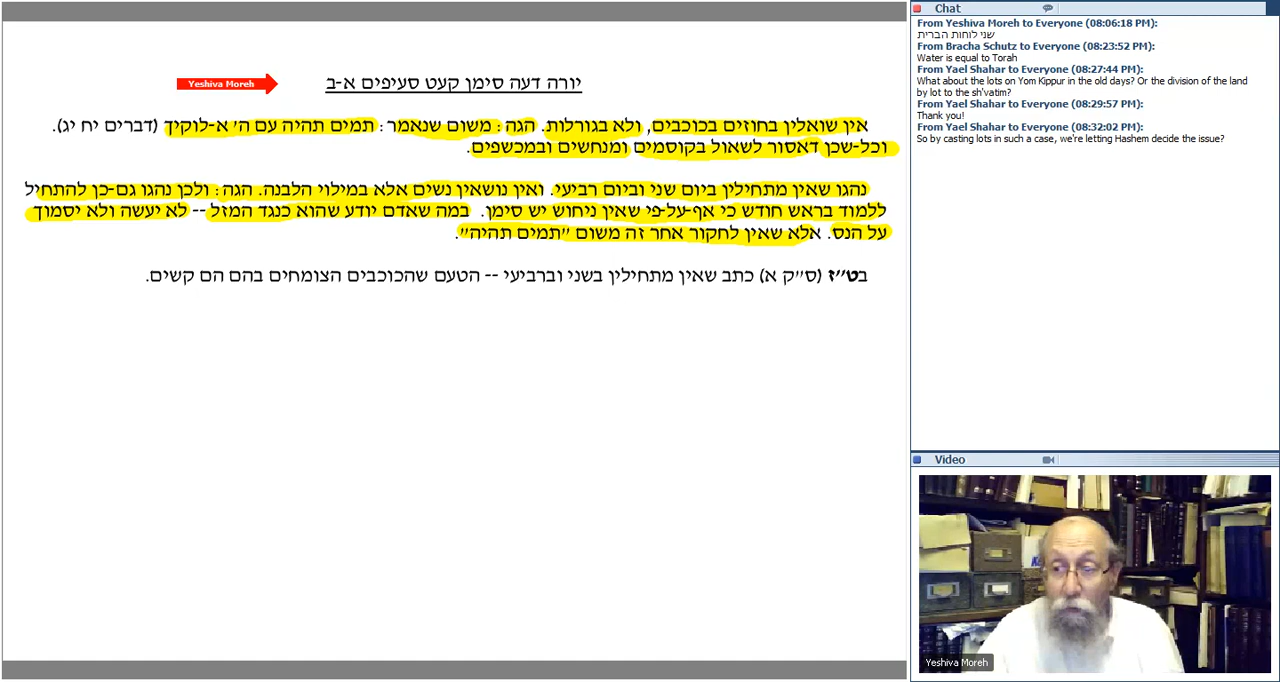 יורה דעה סימן קעט סעיפים א-ב
Yeshiva Moreh
אין שואלין בחוזים בכוכבים, ולא בגורלות. הגה: משום שנאמר: תמים תהיה עם ה' א-לוקיך (דברים יח יג).
וכל-שכן דאסור לשאול בקוסמים ומנחשים ובמכשפים.
נהגו שאין מתחילין ביום שני וביום רביעי. ואין נושאין נשים אלא במילוי הלבנה. הגה: ולכן נהגו גם-כן להתחיל
ללמוד בראש חודש כי אף-על-פי שאין ניחוש יש סימן. במה שאדם יודע שהוא כנגד המזל -- לא יעשה ולא יסמוך
על הנס. אלא שאין לחקור אחר זה משום "תמים תהיה".
בט"ז (ס"ק א) כתב שאין מתחילין בשני וברביעי -- הטעם שהכוכבים הצומחים בהם הם קשים.
Chat
From Yeshiva Moreh to Everyone (08:06:18 PM):
שני לוחות הברית
From Bracha Schutz to Everyone (08:23:52 PM):
Water is equal to Torah
From Yael Shahar to Everyone (08:27:44 PM):
What about the lots on Yom Kippur in the old days? Or the division of the land
by lot to the sh'vatim?
From Yael Shahar to Everyone (08:29:57 PM):
Thank you!
From Yael Shahar to Everyone (08:32:02 PM):
So by casting lots in such a case, we're letting Hashem decide the issue?
Video
Yeshiva Moreh